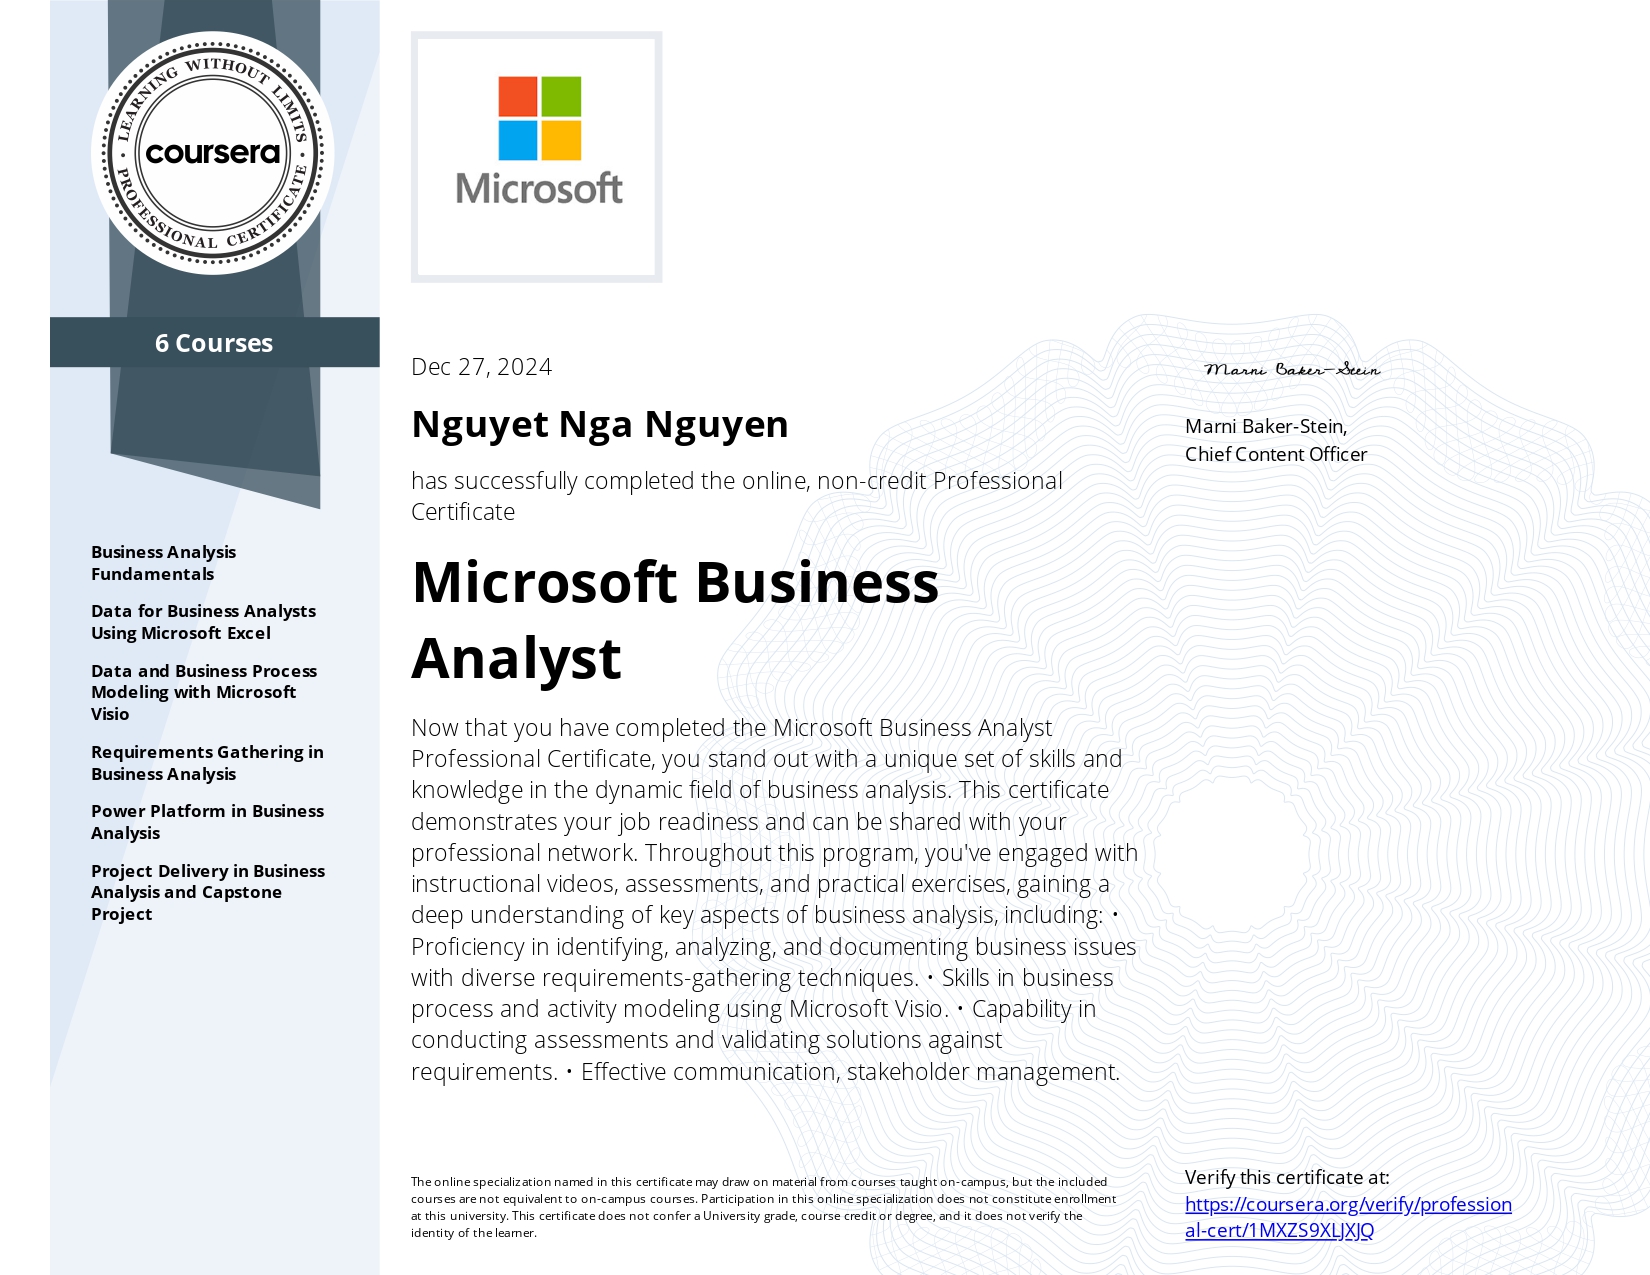 LEARNING WITHOUT LIMITS
coursera
PROFESSIONAL CERTIFICATE
6 Courses
Business Analysis
Fundamentals
Data for Business Analysts
Using Microsoft Excel
Data and Business Process
Modeling with Microsoft
Visio
Requirements Gathering in
Business Analysis
Power Platform in Business
Analysis
Project Delivery in Business
Analysis and Capstone
Project
Microsoft
Dec 27, 2024
Nguyet Nga Nguyen
has successfully completed the online, non-credit Professional
Certificate
Microsoft Business
Analyst
Now that you have completed the Microsoft Business Analyst
Professional Certificate, you stand out with a unique set of skills and
knowledge in the dynamic field of business analysis. This certificate
demonstrates your job readiness and can be shared with your
professional network. Throughout this program, you've engaged with
instructional videos, assessments, and practical exercises, gaining a
deep understanding of key aspects of business analysis, including: •
Proficiency in identifying, analyzing, and documenting business issues
with diverse requirements-gathering techniques. • Skills in business
process and activity modeling using Microsoft Visio. • Capability in
conducting assessments and validating solutions against
requirements. • Effective communication, stakeholder management.
The online specialization named in this certificate may draw on material from courses taught on-campus, but the included
courses are not equivalent to on-campus courses. Participation in this online specialization does not constitute enrollment
at this university. This certificate does not confer a University grade, course credit or degree, and it does not verify the
identity of the learner.
Marni Baker-Stein
Marni Baker-Stein,
Chief Content Officer
Verify this certificate at:
https://coursera.org/verify/profession
al-cert/1MXZS9XLJXJQ